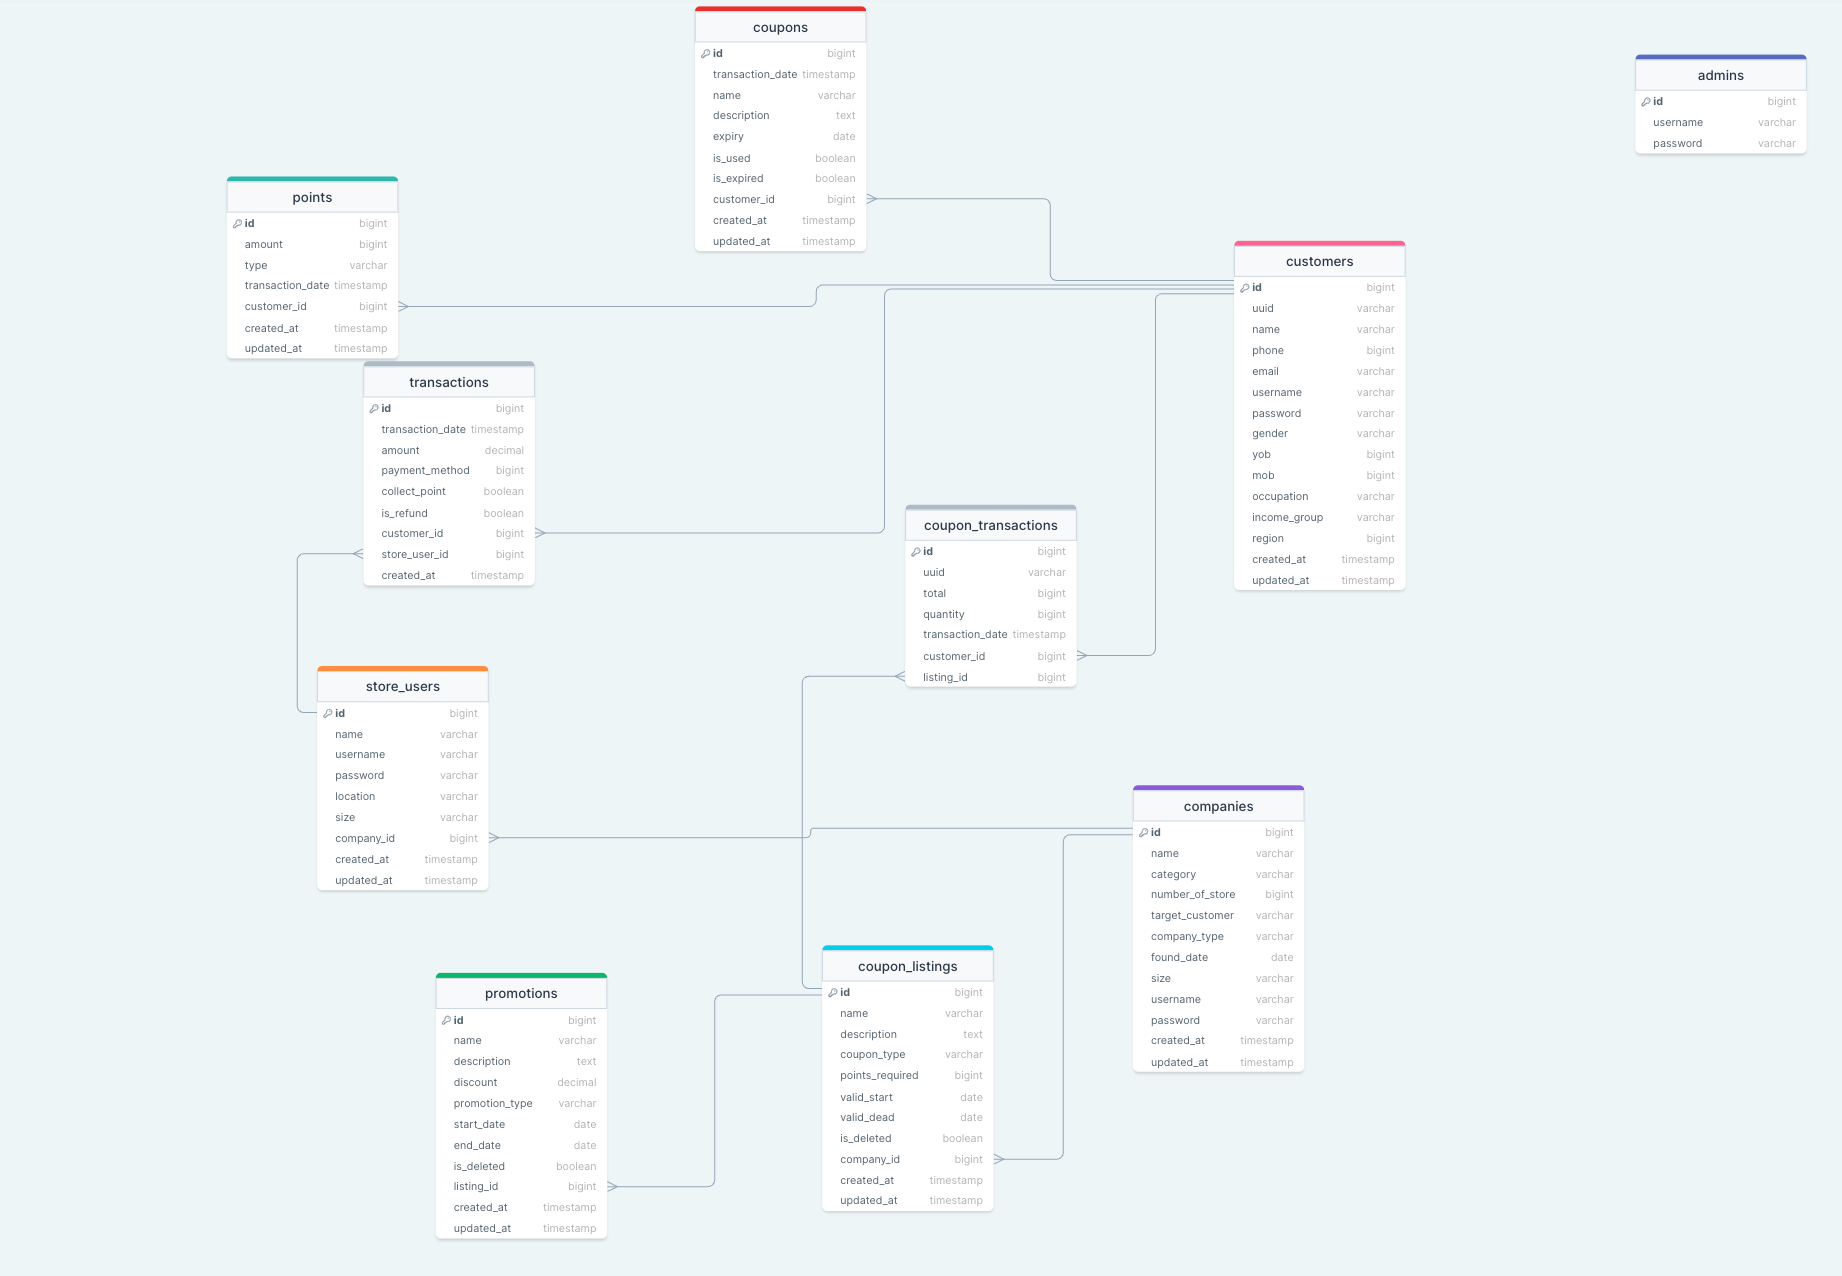 coupons
id bigint
transaction_date timestamp
name varchar
description text
expiry date
is_used boolean
is_expired boolean
customer_id bigint
created_at timestamp
updated_at timestamp
admins
id bigint
username varchar
password varchar
points
id bigint
amount bigint
type varchar
transaction_date timestamp
customer_id bigint
created_at timestamp
updated_at timestamp
customers
id bigint
uuid varchar
name varchar
phone bigint
email varchar
username varchar
password varchar
gender varchar
yob bigint
mob bigint
occupation varchar
income_group varchar
region bigint
created_at timestamp
updated_at timestamp
transactions
id bigint
transaction_date timestamp
amount decimal
payment_method bigint
collect_point boolean
is_refund boolean
customer_id bigint
store_user_id bigint
created_at timestamp
coupon_transactions
id bigint
uuid varchar
total bigint
quantity bigint
transaction_date timestamp
customer_id bigint
listing_id bigint
store_users
id bigint
name varchar
username varchar
password varchar
location varchar
size varchar
company_id bigint
created_at timestamp
updated_at timestamp
companies
id bigint
name varchar
category varchar
number_of_store bigint
target_customer varchar
company_type varchar
found_date date
size varchar
username varchar
password varchar
created_at timestamp
updated_at timestamp
coupon_listings
id bigint
name varchar
description text
coupon_type varchar
points_required bigint
valid_start date
valid_dead date
is_deleted boolean
company_id bigint
created_at timestamp
updated_at timestamp
promotions
id bigint
name varchar
description text
discount decimal
promotion_type varchar
start_date date
end_date date
is_deleted boolean
listing_id bigint
created_at timestamp
updated_at timestamp